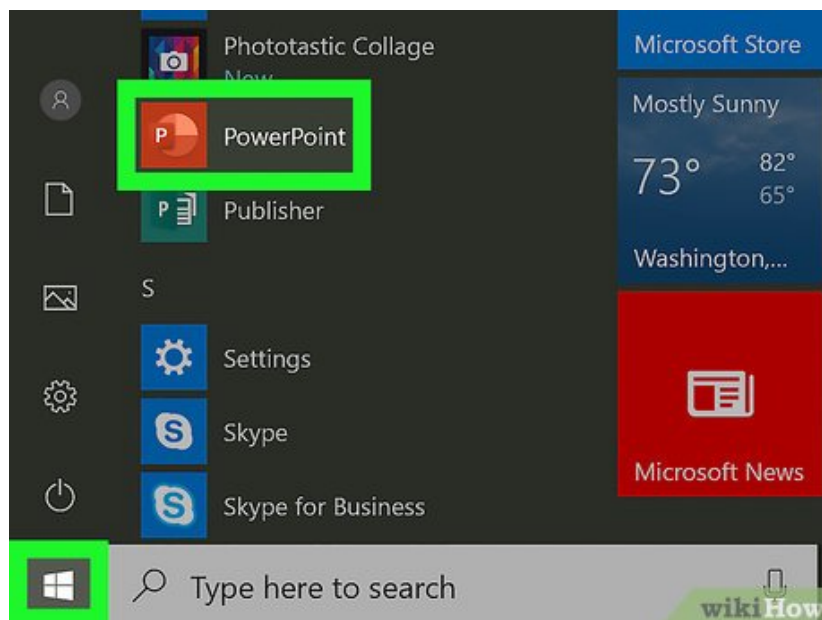 Phototastic Collage
New
PowerPoint
Publisher
S
Settings
Skype
Skype for Business
Type here to search
Microsoft Store
Mostly Sunny
73°
82°
65°
Washington,...
Microsoft News
wikiHow